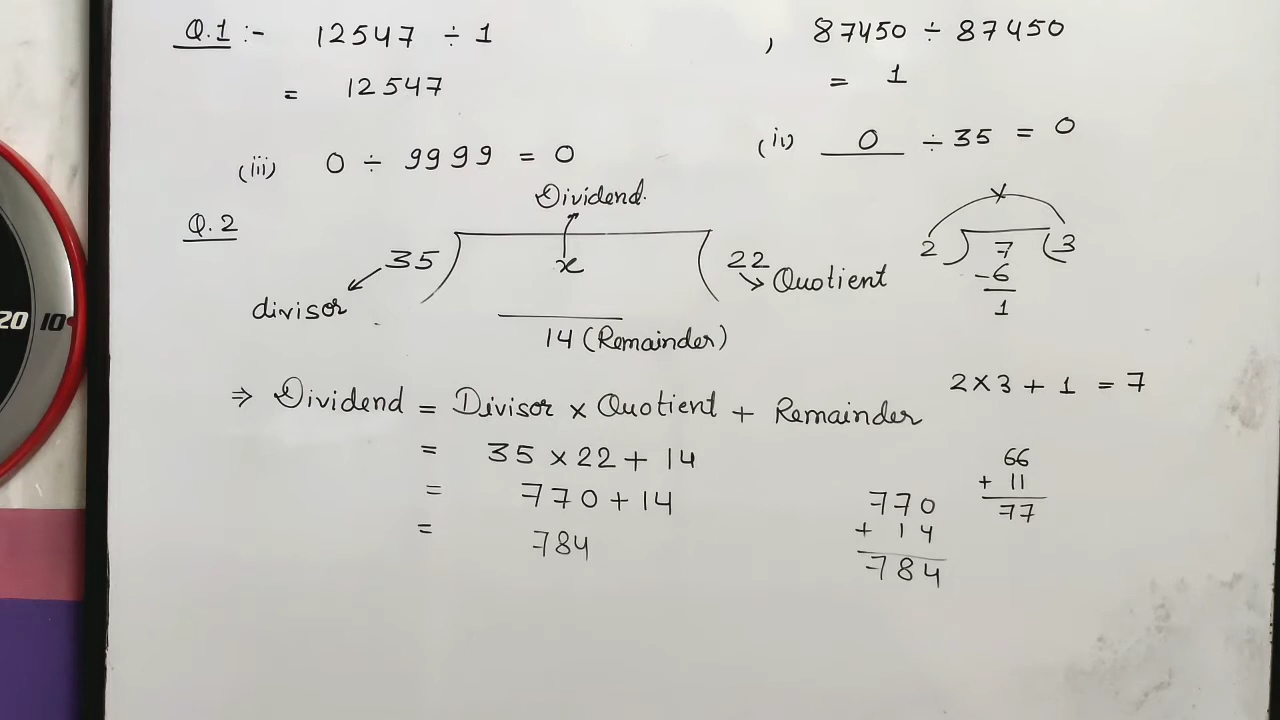 Q.1 :- 12547 ÷ 1 , 87450 ÷ 87450
= 12547 = 1
(iii) 0 ÷ 9999 = 0 (iv) 0 ÷ 35 = 0
Q.2
Dividend.
35 x 22
divisor Quotient
14 (Remainder)
2 7 3
-6
1
2 x 3 + 1 = 7
⇒ Dividend = Divisor x Quotient + Remainder
= 35 x 22 + 14
= 770 + 14
= 784
770
+ 14
784
66
+ 11
77
20 10